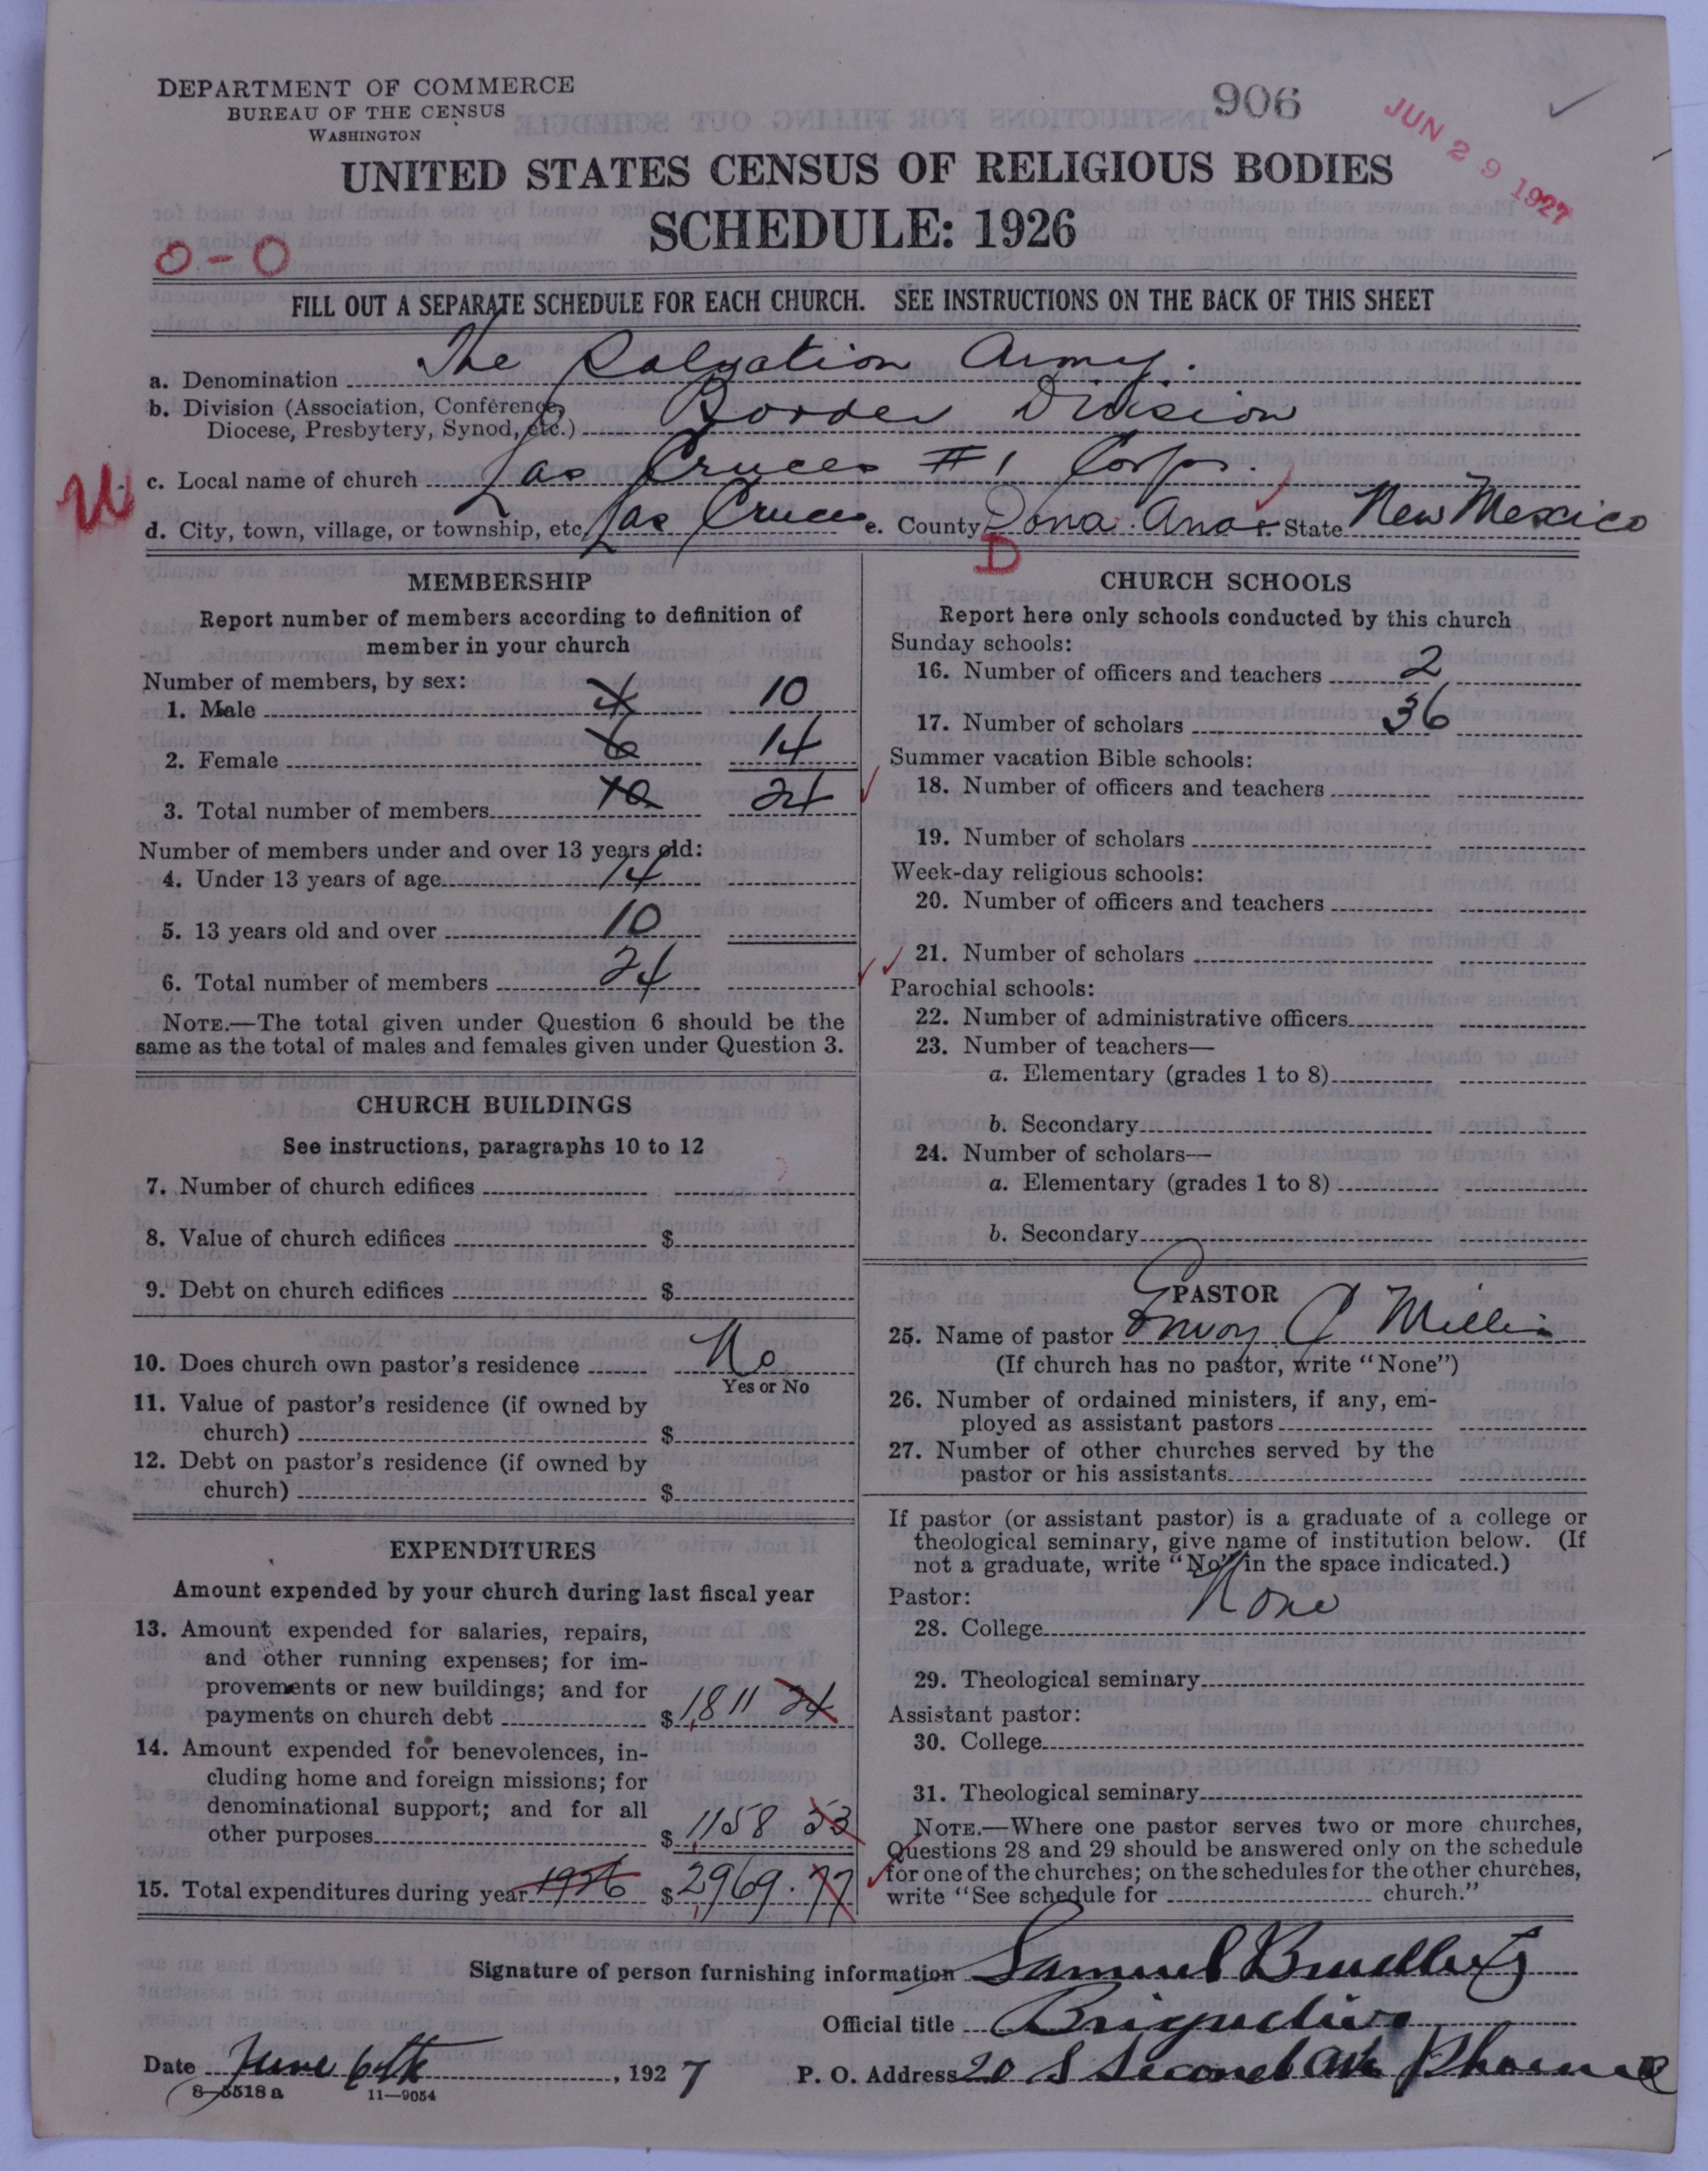 DEPARTMENT OF COMMERCE
BUREAU OF THE CENSUS
WASHINGTON
906
JUN 29 1927
UNITED STATES CENSUS OF RELIGIOUS BODIES
SCHEDULE: 1926
0-0
FILL OUT A SEPARATE SCHEDULE FOR EACH CHURCH. SEE INSTRUCTIONS ON THE BACK OF THIS SHEET
a. Denomination The Salvation Army.
b. Division (Association, Conference, Diocese, Presbytery, Synod, etc.) Border Division
c. Local name of church Las Cruces #1 Corps.
d. City, town, village, or township, etc. Las Cruces e. County Dona Ana f. State New Mexico
D
MEMBERSHIP
Report number of members according to definition of
member in your church
Number of members, by sex:
1. Male 4 10
2. Female 6 14
3. Total number of members 10 24
Number of members under and over 13 years old:
4. Under 13 years of age 14
5. 13 years old and over 10
6. Total number of members 24
NOTE.—The total given under Question 6 should be the
same as the total of males and females given under Question 3.
CHURCH BUILDINGS
See instructions, paragraphs 10 to 12
7. Number of church edifices
8. Value of church edifices $
9. Debt on church edifices $
10. Does church own pastor's residence No
Yes or No
11. Value of pastor's residence (if owned by
church) $
12. Debt on pastor's residence (if owned by
church) $
EXPENDITURES
Amount expended by your church during last fiscal year
13. Amount expended for salaries, repairs,
and other running expenses; for im-
provements or new buildings; and for
payments on church debt $ 1811 24
14. Amount expended for benevolences, in-
cluding home and foreign missions; for
denominational support; and for all
other purposes $ 1158 53
15. Total expenditures during year 1926 $ 2969.77
CHURCH SCHOOLS
Report here only schools conducted by this church
Sunday schools:
16. Number of officers and teachers 2
17. Number of scholars 36
Summer vacation Bible schools:
18. Number of officers and teachers
19. Number of scholars
Week-day religious schools:
20. Number of officers and teachers
21. Number of scholars
Parochial schools:
22. Number of administrative officers
23. Number of teachers—
a. Elementary (grades 1 to 8)
b. Secondary
24. Number of scholars—
a. Elementary (grades 1 to 8)
b. Secondary
PASTOR
25. Name of pastor Envoy C
(If church has no pastor, write "None")
26. Number of ordained ministers, if any, em-
ployed as assistant pastors
27. Number of other churches served by the
pastor or his assistants
If pastor (or assistant pastor) is a graduate of a college or
theological seminary, give name of institution below. (If
not a graduate, write "No" in the space indicated.)
Pastor: None
28. College
29. Theological seminary
Assistant pastor:
30. College
31. Theological seminary
NOTE.—Where one pastor serves two or more churches,
Questions 28 and 29 should be answered only on the schedule
for one of the churches; on the schedules for the other churches,
write "See schedule for church."
Signature of person furnishing information Samuel
Official title Brigadier
Date June 6th, 1927 P. O. Address 20 S Second Ave Phoenix
8-5518 a 11-9054